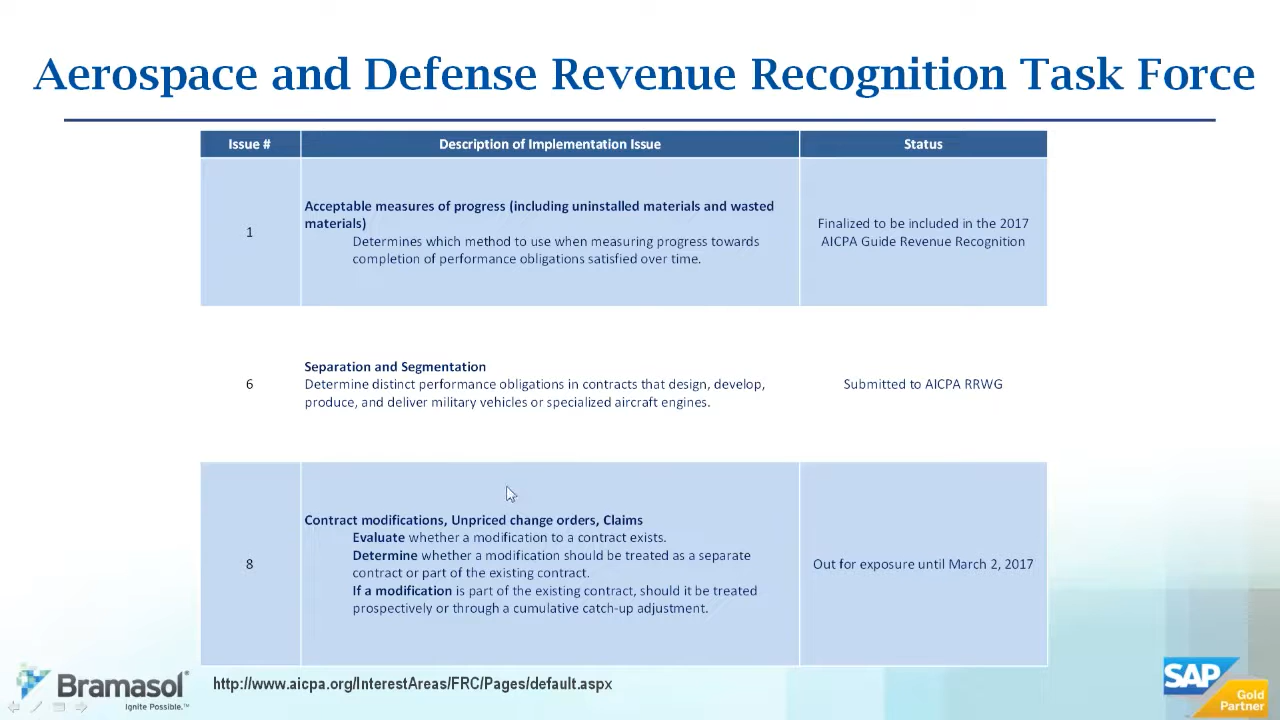 Aerospace and Defense Revenue Recognition Task Force
Issue #
Description of Implementation Issue
Status
1
Acceptable measures of progress (including uninstalled materials and wasted
materials)
Determines which method to use when measuring progress towards
completion of performance obligations satisfied over time.
Finalized to be included in the 2017
AICPA Guide Revenue Recognition
6
Separation and Segmentation
Determine distinct performance obligations in contracts that design, develop,
produce, and deliver military vehicles or specialized aircraft engines.
Submitted to AICPA RRWG
8
Contract modifications, Unpriced change orders, Claims
Evaluate whether a modification to a contract exists.
Determine whether a modification should be treated as a separate
contract or part of the existing contract.
If a modification is part of the existing contract, should it be treated
prospectively or through a cumulative catch-up adjustment.
Out for exposure until March 2, 2017
Bramasol®
Ignite Possible.™
http://www.aicpa.org/InterestAreas/FRC/Pages/default.aspx
SAP
Gold
Partner